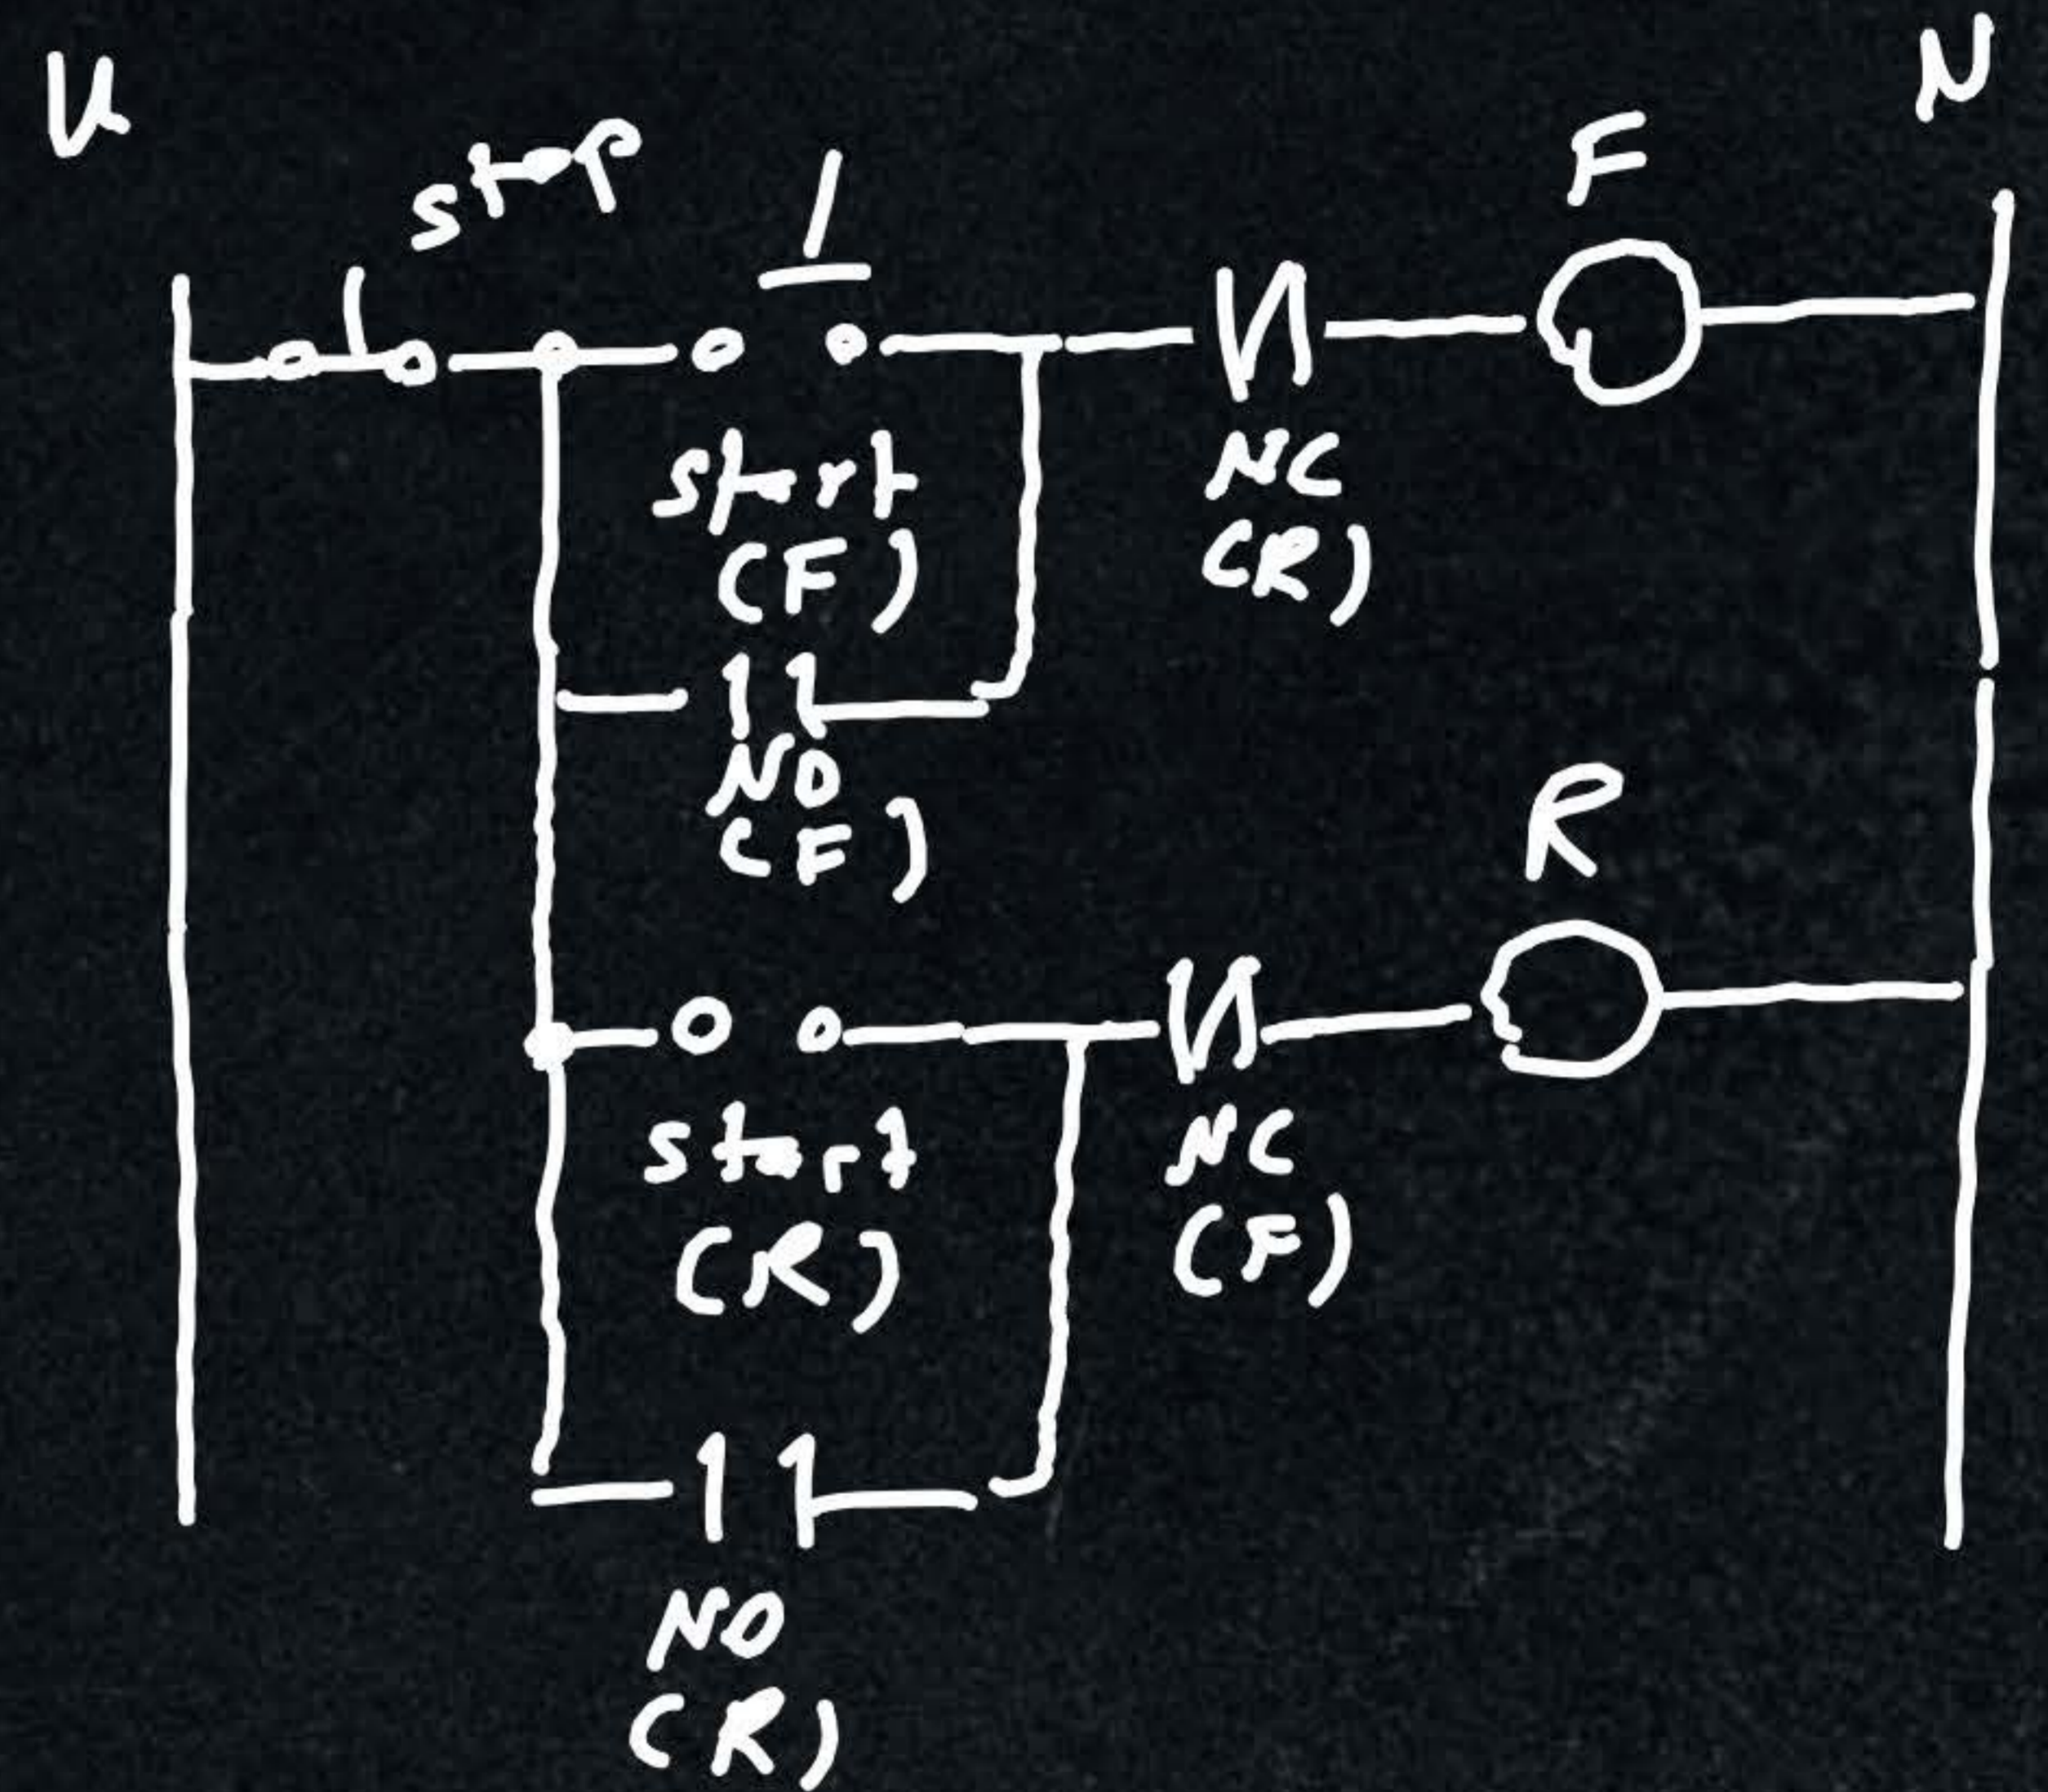 stop
F
N
start
(F)
NC
(R)
NO
(F)
R
start
(R)
NC
(F)
NO
(R)